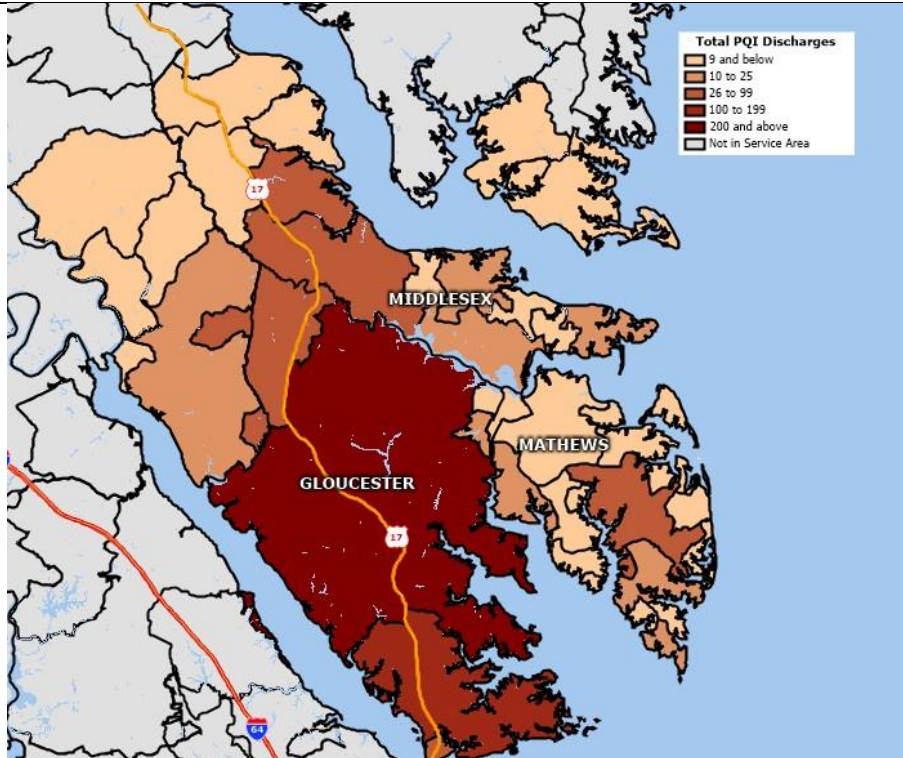 Total PQI Discharges
9 and below
10 to 25
26 to 99
100 to 199
200 and above
Not in Service Area
17
MIDDLESEX
MATHEWS
GLOUCESTER
17
64